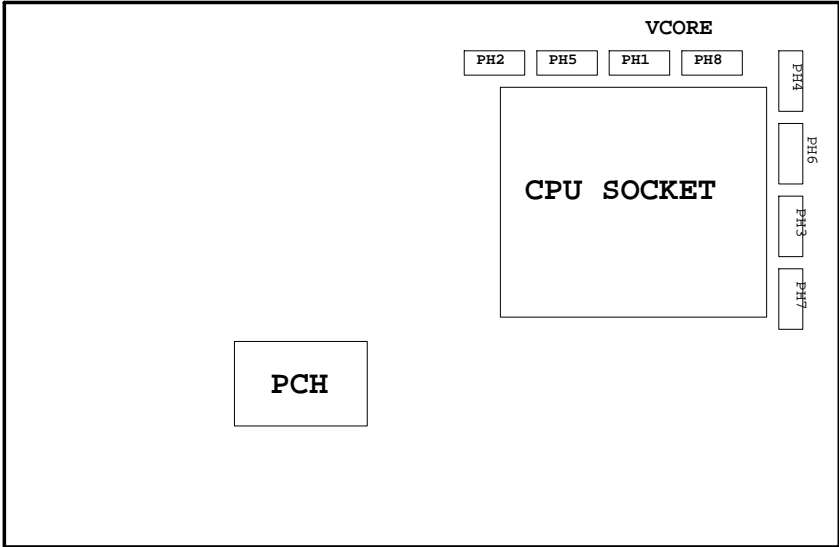 VCORE
PH2 PH5 PH1 PH8
PH4
PH6
CPU SOCKET
PH3
PH7
PCH